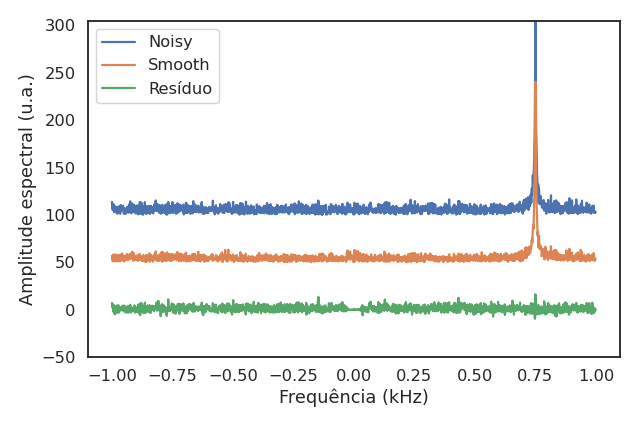 Amplitude espectral (u.a.)
300
250
200
150
100
50
0
−50
Noisy
Smooth
Resíduo
−1.00 −0.75 −0.50 −0.25 0.00 0.25 0.50 0.75 1.00
Frequência (kHz)